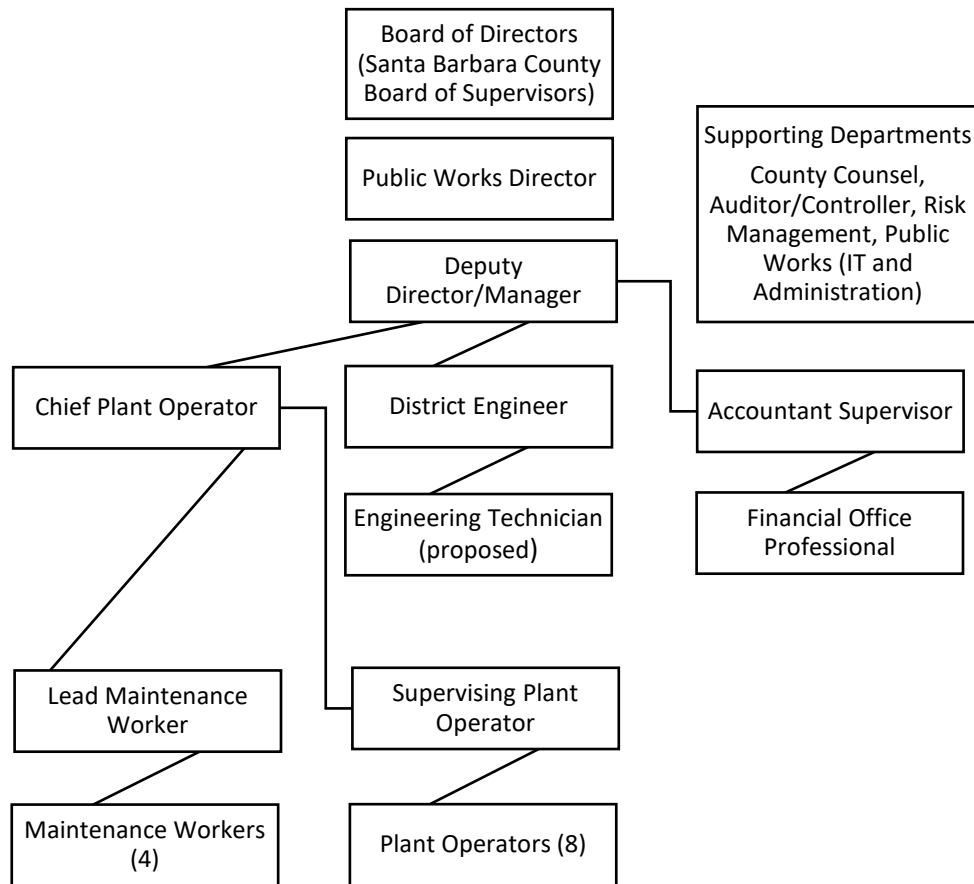 Board of Directors
(Santa Barbara County
Board of Supervisors)
Supporting Departments
County Counsel,
Auditor/Controller, Risk
Management, Public
Works (IT and
Administration)
Public Works Director
Deputy
Director/Manager
Chief Plant Operator
District Engineer
Accountant Supervisor
Engineering Technician
(proposed)
Financial Office
Professional
Lead Maintenance
Worker
Supervising Plant
Operator
Maintenance Workers
(4)
Plant Operators (8)